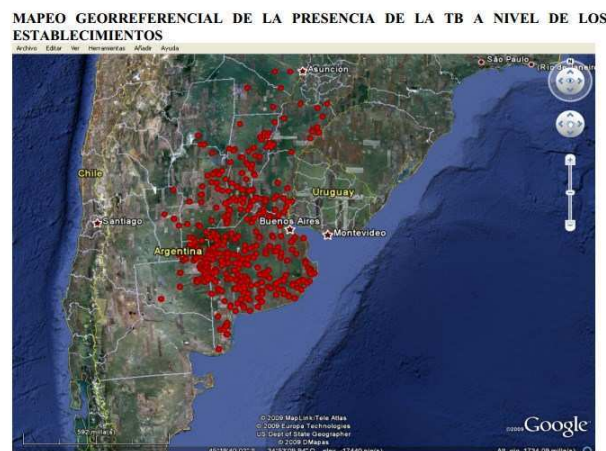 MAPEO GEORREFERENCIAL DE LA PRESENCIA DE LA TB A NIVEL DE LOS
ESTABLECIMIENTOS
Archivo Editar Ver Herramientas Añadir Ayuda
Asunción
São Paulo
Chile
Uruguay
Santiago
Buenos Aires
Montevideo
Argentina
© 2009 MapLink/Tele Atlas
© 2009 Europa Technologies
US Dept of State Geographer
© 2009 DMapas
©2009 Google
592 milla(s)